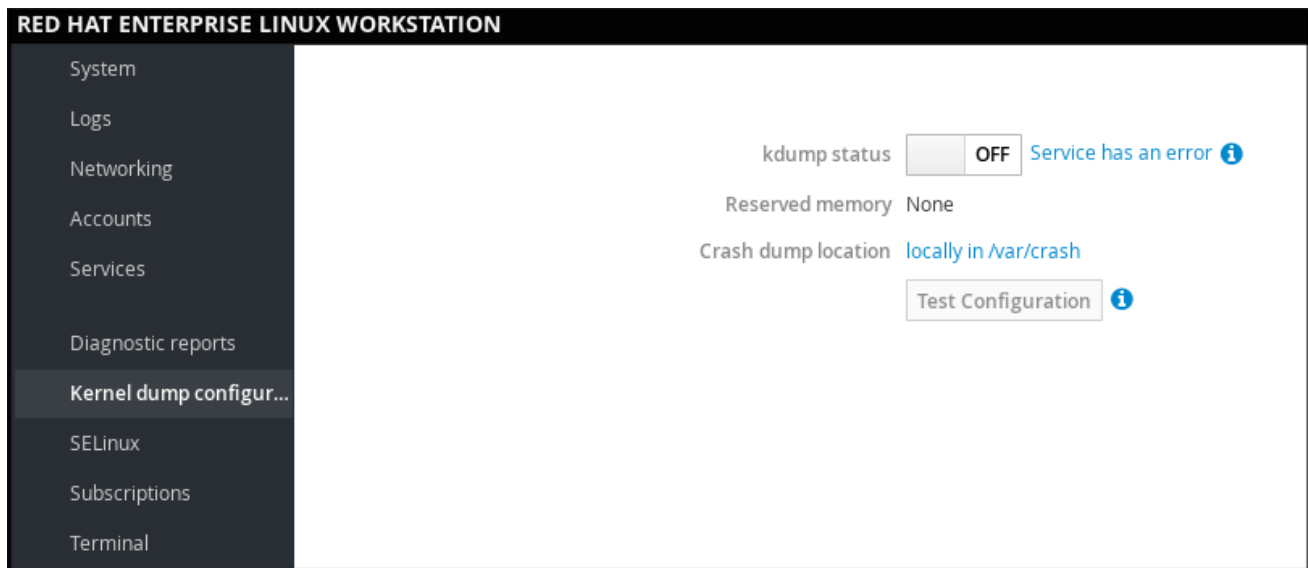 RED HAT ENTERPRISE LINUX WORKSTATION
System
Logs
Networking
Accounts
Services
Diagnostic reports
Kernel dump configur...
SELinux
Subscriptions
Terminal
kdump status OFF Service has an error
Reserved memory None
Crash dump location locally in /var/crash
Test Configuration